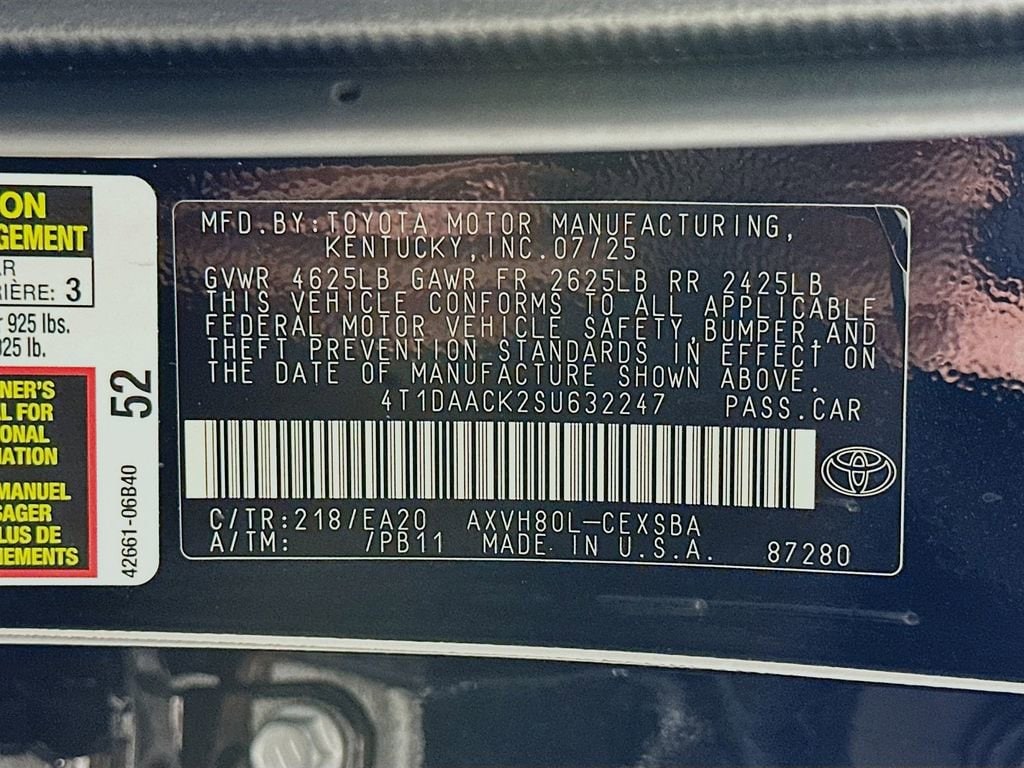 ON
GEMENT
AR
RIÈRE: 3
r 925 lbs.
925 lb.
NER'S
L FOR
ONAL
MATION
MANUEL
SAGER
LUS DE
NEMENTS
52
42661-06B40
MFD.BY:TOYOTA MOTOR MANUFACTURING,
KENTUCKY,INC.07/25
GVWR 4625LB GAWR FR 2625LB RR 2425LB
THIS VEHICLE CONFORMS TO ALL APPLICABLE
FEDERAL MOTOR VEHICLE SAFETY,BUMPER,AND
THEFT PREVENTION STANDARDS IN EFFECT ON
THE DATE OF MANUFACTURE SHOWN ABOVE.
4T1DAACK2SU632247 PASS.CAR
C/TR:218/EA20 AXVH80L-CEXSBA
A/TM: /PB11 MADE IN U.S.A. 87280